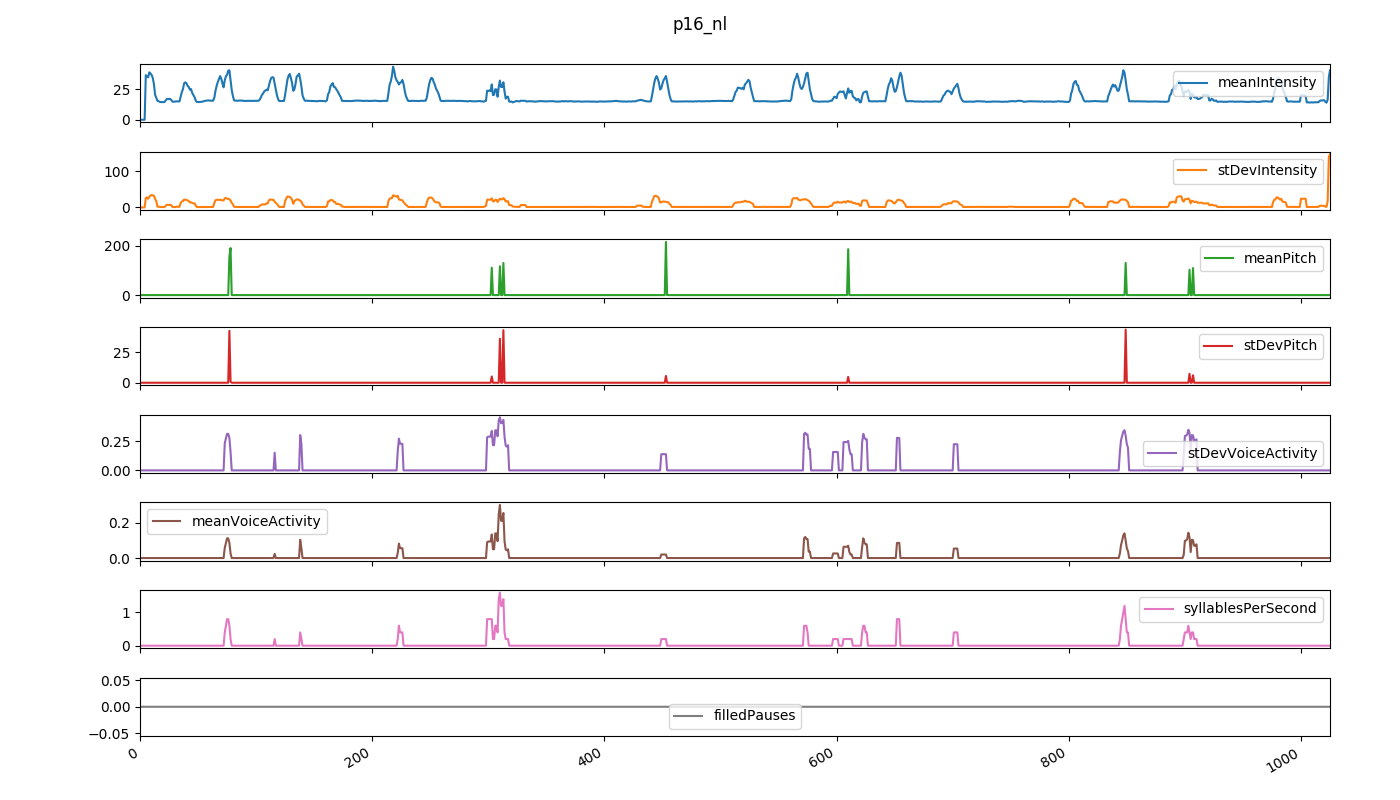 p16_nl
25
0
meanIntensity
100
0
stDevIntensity
200
0
meanPitch
25
0
stDevPitch
0.25
0.00
stDevVoiceActivity
0.2
0.0
meanVoiceActivity
1
0
syllablesPerSecond
0.05
0.00
−0.05
filledPauses
0 200 400 600 800 1000